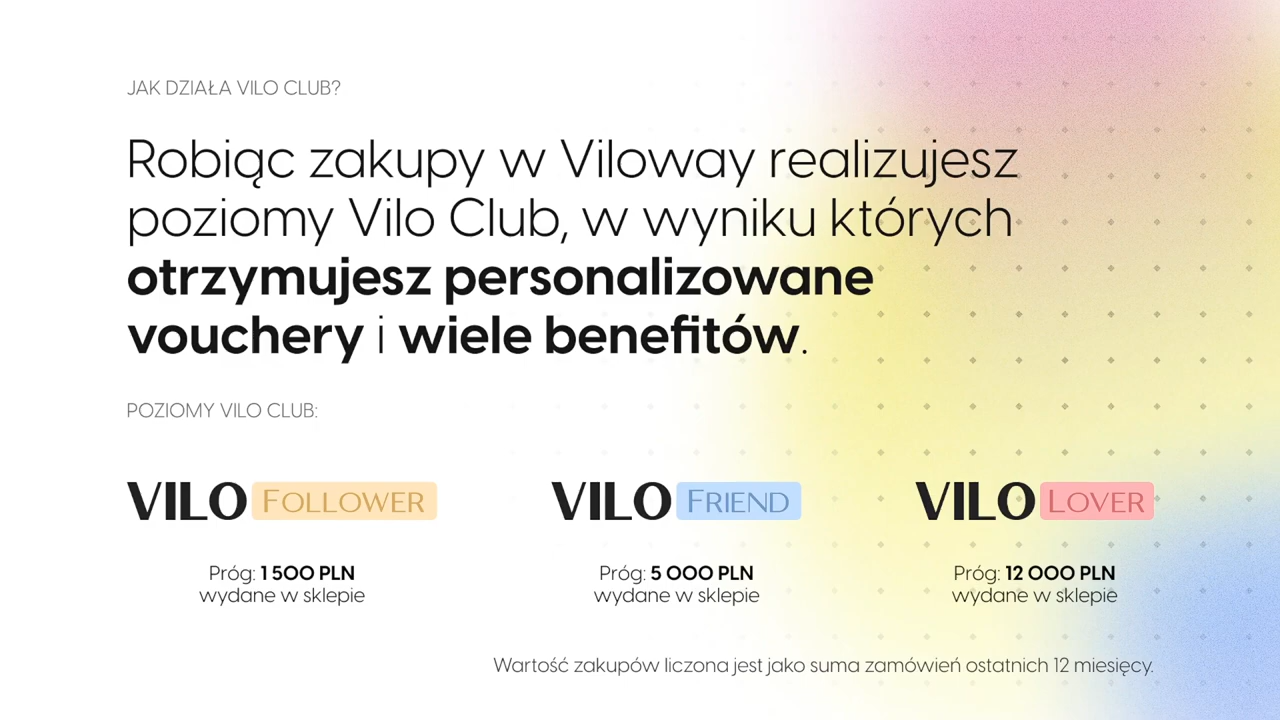 JAK DZIAŁA VILO CLUB?
Robiąc zakupy w Viloway realizujesz
poziomy Vilo Club, w wyniku których
otrzymujesz personalizowane
vouchery i wiele benefitów.
POZIOMY VILO CLUB:
VILO FOLLOWER
VILO FRIEND
VILO LOVER
Próg: 1 500 PLN
wydane w sklepie
Próg: 5 000 PLN
wydane w sklepie
Próg: 12 000 PLN
wydane w sklepie
Wartość zakupów liczona jest jako suma zamówień ostatnich 12 miesięcy.